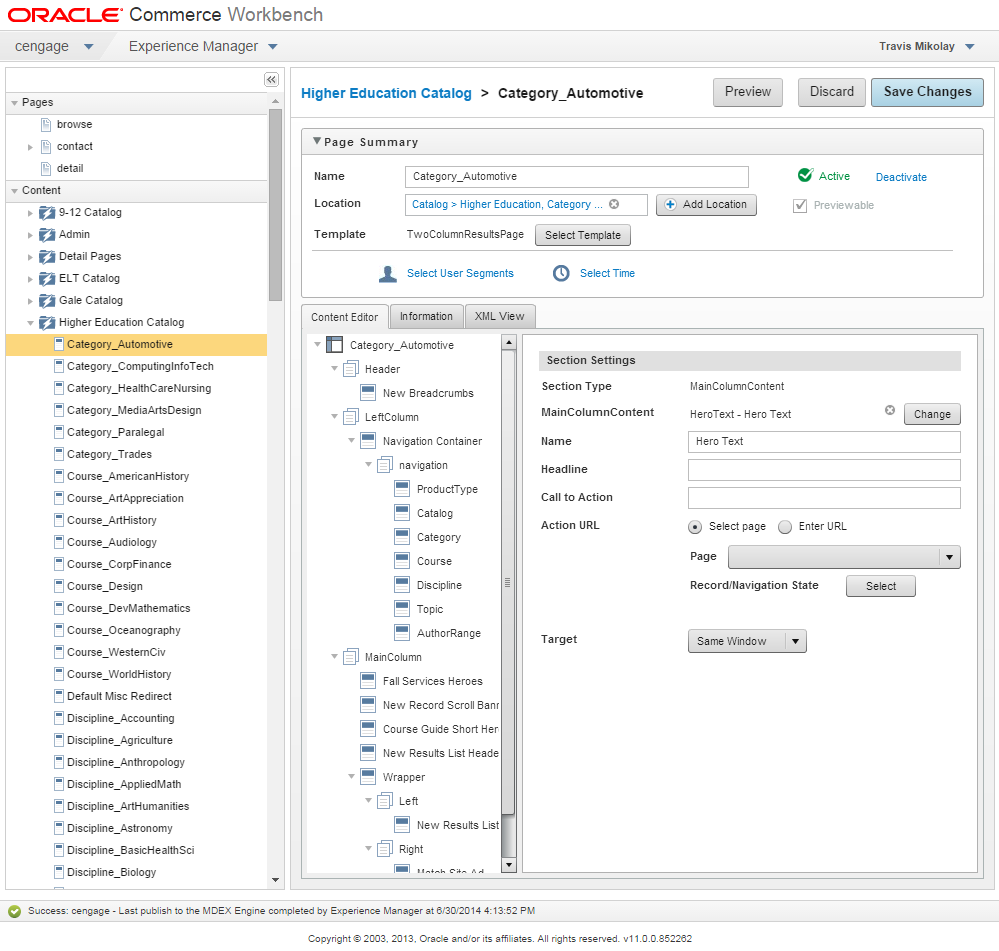 ORACLE Commerce Workbench
cengage Experience Manager Travis Mikolay
Pages
browse
contact
detail
Content
9-12 Catalog
Admin
Detail Pages
ELT Catalog
Gale Catalog
Higher Education Catalog
Category_Automotive
Category_ComputingInfoTech
Category_HealthCareNursing
Category_MediaArtsDesign
Category_Paralegal
Category_Trades
Course_AmericanHistory
Course_ArtAppreciation
Course_ArtHistory
Course_Audiology
Course_CorpFinance
Course_Design
Course_DevMathematics
Course_Oceanography
Course_WesternCiv
Course_WorldHistory
Default Misc Redirect
Discipline_Accounting
Discipline_Agriculture
Discipline_Anthropology
Discipline_AppliedMath
Discipline_ArtHumanities
Discipline_Astronomy
Discipline_BasicHealthSci
Discipline_Biology
Higher Education Catalog > Category_Automotive Preview Discard Save Changes
Page Summary
Name Category_Automotive Active Deactivate
Location Catalog > Higher Education, Category ... Add Location Previewable
Template TwoColumnResultsPage Select Template
Select User Segments Select Time
Content Editor Information XML View
Category_Automotive
Header
New Breadcrumbs
LeftColumn
Navigation Container
navigation
ProductType
Catalog
Category
Course
Discipline
Topic
AuthorRange
MainColumn
Fall Services Heroes
New Record Scroll Bann
Course Guide Short Her
New Results List Heade
Wrapper
Left
New Results List
Right
Match Site Ad
Section Settings
Section Type MainColumnContent
MainColumnContent HeroText - Hero Text Change
Name Hero Text
Headline
Call to Action
Action URL Select page Enter URL
Page
Record/Navigation State Select
Target Same Window
Success: cengage - Last publish to the MDEX Engine completed by Experience Manager at 6/30/2014 4:13:52 PM
Copyright © 2003, 2013, Oracle and/or its affiliates. All rights reserved. v11.0.0.852262